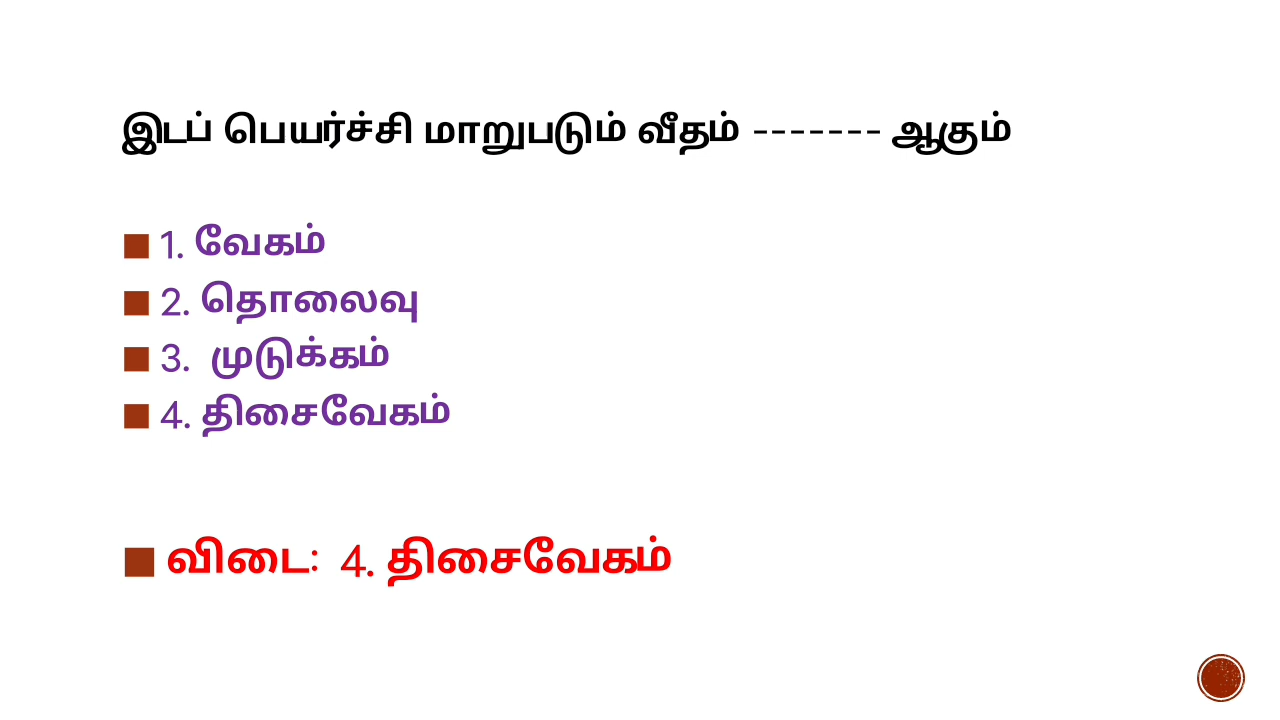 இடப் பெயர்ச்சி மாறுபடும் வீதம் ------- ஆகும்
1. வேகம்
2. தொலைவு
3. முடுக்கம்
4. திசைவேகம்
விடை: 4. திசைவேகம்